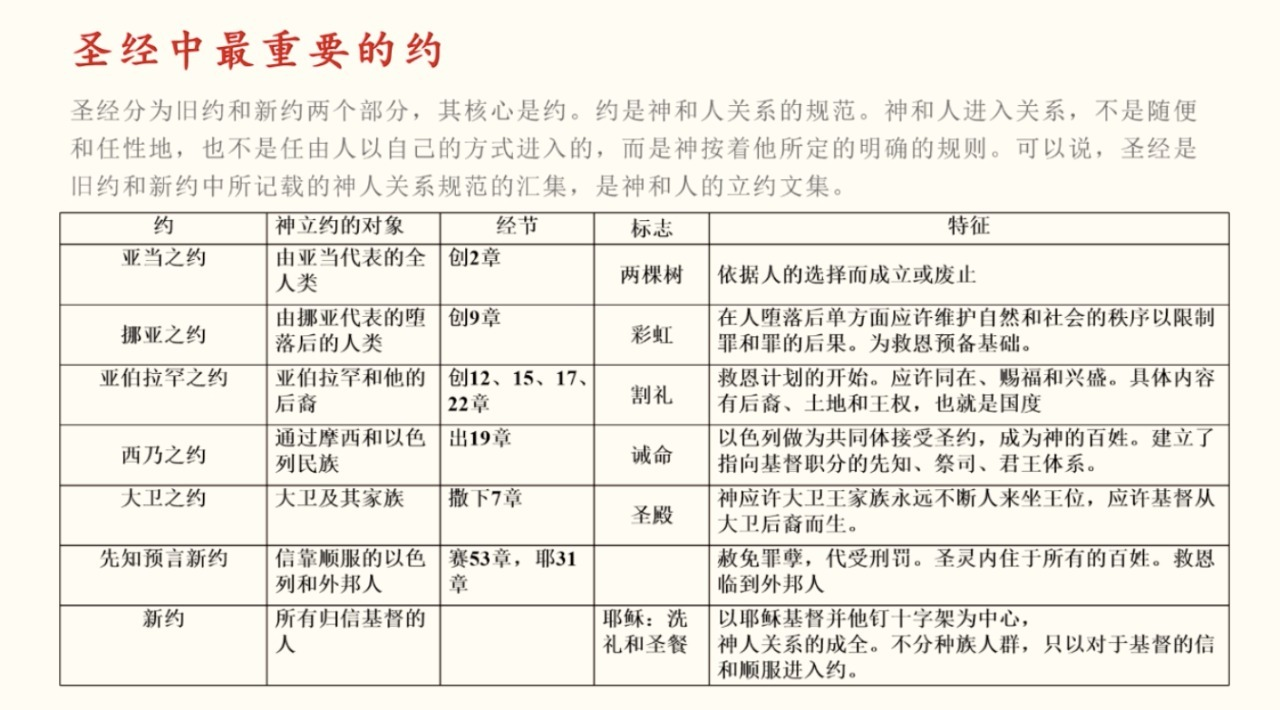 圣经中最重要的约
圣经分为旧约和新约两个部分，其核心是约。约是神和人关系的规范。神和人进入关系，不是随便
和任性地，也不是任由人以自己的方式进入的，而是神按着他所定的明确的规则。可以说，圣经是
旧约和新约中所记载的神人关系规范的汇集，是神和人的立约文集。
约 神立约的对象 经节 标志 特征
亚当之约 由亚当代表的全 创2章 两棵树 依据人的选择而成立或废止
人类
挪亚之约 由挪亚代表的堕 创9章 彩虹 在人堕落后单方面应许维护自然和社会的秩序以限制
落后的人类 罪和罪的后果。为救恩预备基础。
亚伯拉罕之约 亚伯拉罕和他的 创12、15、17、 割礼 救恩计划的开始。应许同在、赐福和兴盛。具体内容
后裔 22章 有后裔、土地和王权，也就是国度
西乃之约 通过摩西和以色 出19章 诫命 以色列做为共同体接受圣约，成为神的百姓。建立了
列民族 指向基督职分的先知、祭司、君王体系。
大卫之约 大卫及其家族 撒下7章 圣殿 神应许大卫王家族永远不断人来坐王位，应许基督从
大卫后裔而生。
先知预言新约 信靠顺服的以色 赛53章，耶31 赦免罪孽，代受刑罚。圣灵内住于所有的百姓。救恩
列和外邦人 章 临到外邦人
新约 所有归信基督的 耶稣：洗 以耶稣基督并他钉十字架为中心，
人 礼和圣餐 神人关系的成全。不分种族人群，只以对于基督的信
和顺服进入约。